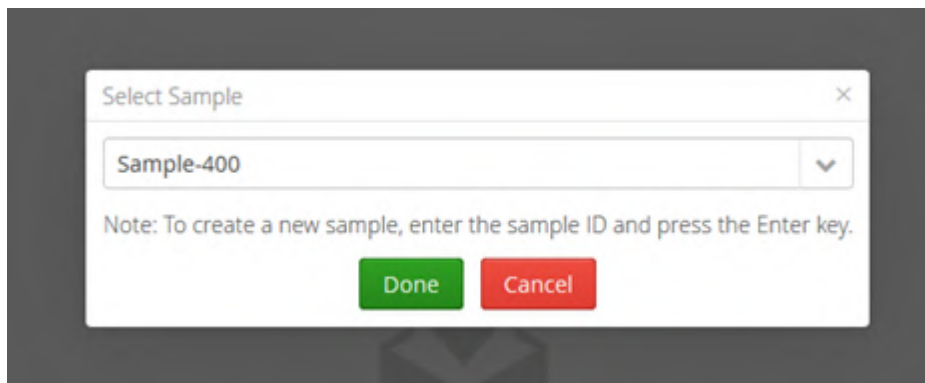 Select Sample
Sample-400
Note: To create a new sample, enter the sample ID and press the Enter key.
Done Cancel